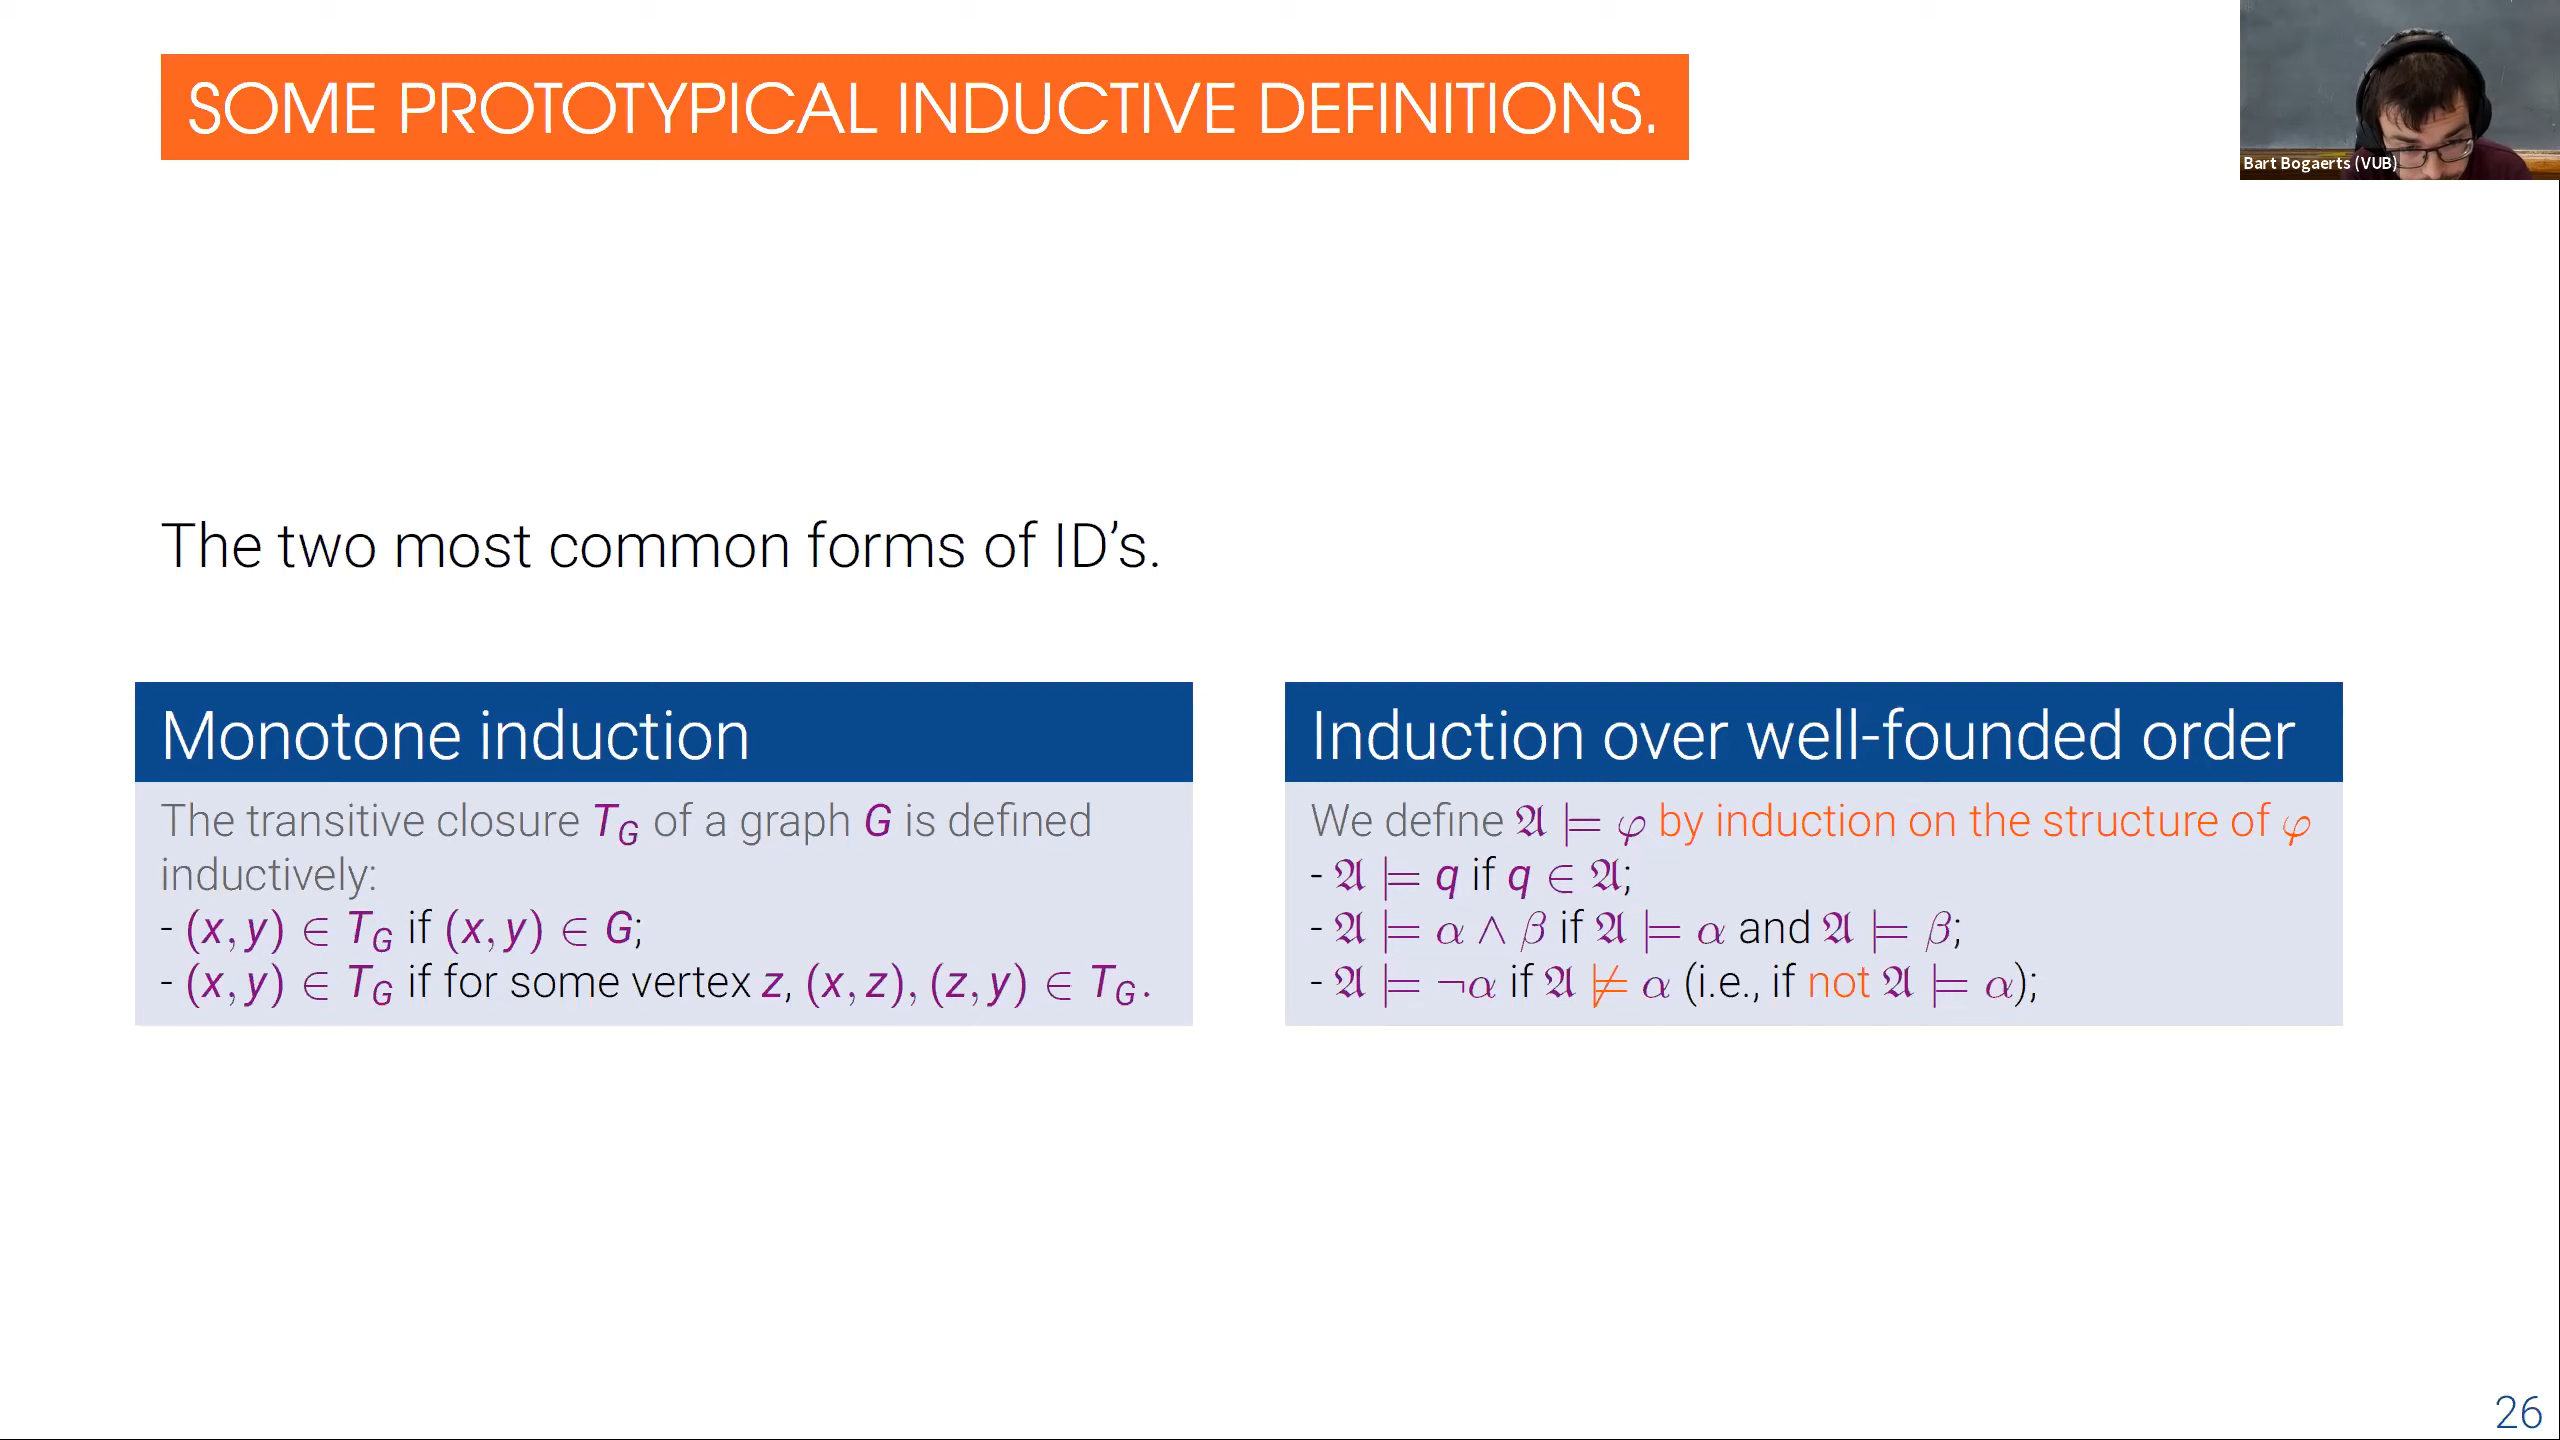 SOME PROTOTYPICAL INDUCTIVE DEFINITIONS.
Bart Bogaerts (VUB)
The two most common forms of ID's.
Monotone induction
The transitive closure T_G of a graph G is defined
inductively:
- (x, y) ∈ T_G if (x, y) ∈ G;
- (x, y) ∈ T_G if for some vertex z, (x, z), (z, y) ∈ T_G.
Induction over well-founded order
We define 𝔄 ⊨ φ by induction on the structure of φ
- 𝔄 ⊨ q if q ∈ 𝔄;
- 𝔄 ⊨ α ∧ β if 𝔄 ⊨ α and 𝔄 ⊨ β;
- 𝔄 ⊨ ¬α if 𝔄 ⊭ α (i.e., if not 𝔄 ⊨ α);
26